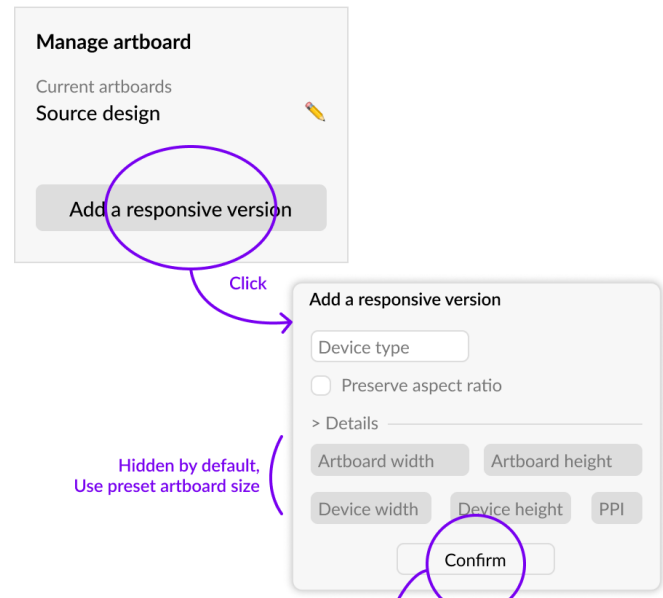 Manage artboard
Current artboards
Source design
Add a responsive version
Click
Add a responsive version
Device type
Preserve aspect ratio
> Details
Hidden by default,
Use preset artboard size
Artboard width Artboard height
Device width Device height PPI
Confirm